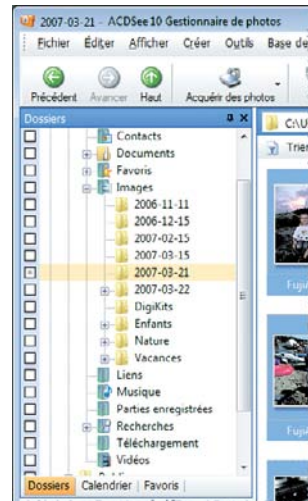 2007-03-21 - ACDSee 10 Gestionnaire de photos
Fichier Éditer Afficher Créer Outils Base de
Précédent Avancer Haut Acquérir des photos
Dossiers
Contacts
Documents
Favoris
Images
2006-11-11
2006-12-15
2007-02-15
2007-03-15
2007-03-21
2007-03-22
DigiKits
Enfants
Nature
Vacances
Liens
Musique
Parties enregistrées
Recherches
Téléchargement
Vidéos
Dossiers Calendrier Favoris
C:\U
Trier
Fuji
Fuji